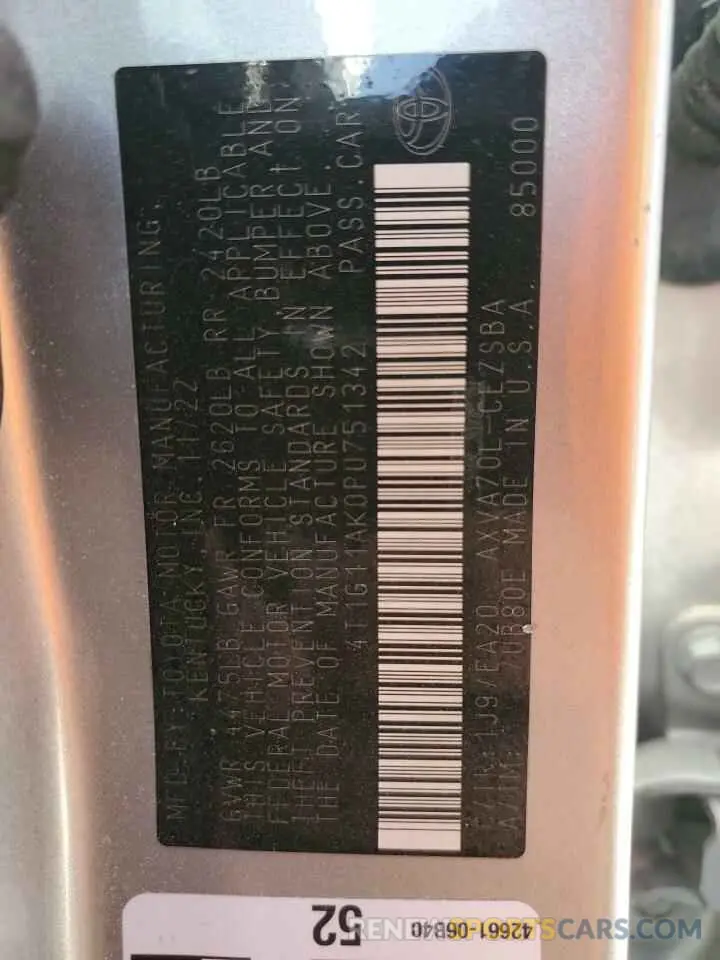 MFD.BY:TOYOTA MOTOR MANUFACTURING,
KENTUCKY,INC.11/22
GVWR 4475LB GAWR FR 2620LB RR 2420LB
THIS VEHICLE CONFORMS TO ALL APPLICABLE
FEDERAL MOTOR VEHICLE SAFETY, BUMPER AND
THEFT PREVENTION STANDARDS IN EFFECT ON
THE DATE OF MANUFACTURE SHOWN ABOVE.
4T1G11AK0PU751342 PASS.CAR
C/TR:1J9/EA20 AXVA70L-CEZSBA
A/TM: /UB80E MADE IN U.S.A. 85000
52
42661-06B40
RENEWSPORTSCARS.COM